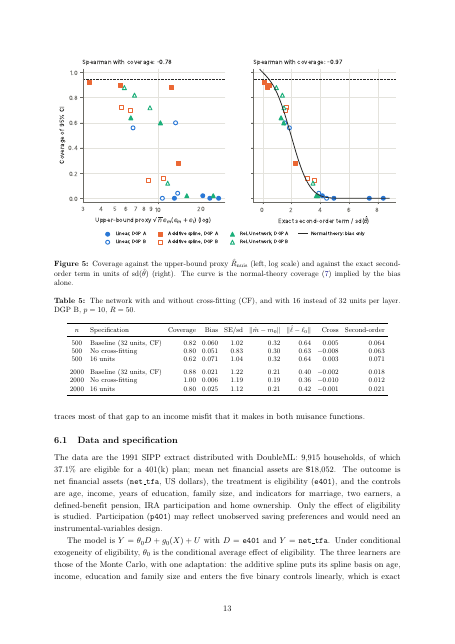 Spearman with coverage: -0.78
Spearman with coverage: -0.97
Coverage of 95% CI
1.0
0.8
0.6
0.4
0.2
0.0
3 4 5 6 7 8 9 10 20
0 2 4 6 8
Exact second-order term / sd(θ̂)
Linear, DGP A
Additive spline, DGP A
ReLU network, DGP A
Normal theory: bias only
Linear, DGP B
Additive spline, DGP B
ReLU network, DGP B
Figure 5: Coverage against the upper-bound proxy (left, log scale) and against the exact second-
order term in units of sd(θ̂) (right). The curve is the normal-theory coverage (7) implied by the bias
alone.
Table 5: The network with and without cross-fitting (CF), and with 16 instead of 32 units per layer.
DGP B, p = 10, R = 50.
n Specification Coverage Bias SE/sd ‖m̂ − m₀‖ ‖ℓ̂ − ℓ₀‖ Cross Second-order
500 Baseline (32 units, CF) 0.82 0.060 1.02 0.32 0.64 0.005 0.064
500 No cross-fitting 0.80 0.051 0.83 0.30 0.63 −0.008 0.063
500 16 units 0.62 0.071 1.04 0.32 0.64 0.003 0.071
2000 Baseline (32 units, CF) 0.88 0.021 1.22 0.21 0.40 −0.002 0.018
2000 No cross-fitting 1.00 0.006 1.19 0.19 0.36 −0.010 0.012
2000 16 units 0.80 0.025 1.12 0.21 0.42 −0.001 0.021
traces most of that gap to an income misfit that it makes in both nuisance functions.
6.1 Data and specification
The data are the 1991 SIPP extract distributed with DoubleML: 9,915 households, of which
37.1% are eligible for a 401(k) plan; mean net financial assets are $18,052. The outcome is
net financial assets (net_tfa, US dollars), the treatment is eligibility (e401), and the controls
are age, income, years of education, family size, and indicators for marriage, two earners, a
defined-benefit pension, IRA participation and home ownership. Only the effect of eligibility
is studied. Participation (p401) may reflect unobserved saving preferences and would need an
instrumental-variables design.
The model is Y = θ₀D + g₀(X) + U with D = e401 and Y = net_tfa. Under conditional
exogeneity of eligibility, θ₀ is the conditional average effect of eligibility. The three learners are
those of the Monte Carlo, with one adaptation: the additive spline puts its spline basis on age,
income, education and family size and enters the five binary controls linearly, which is exact
13